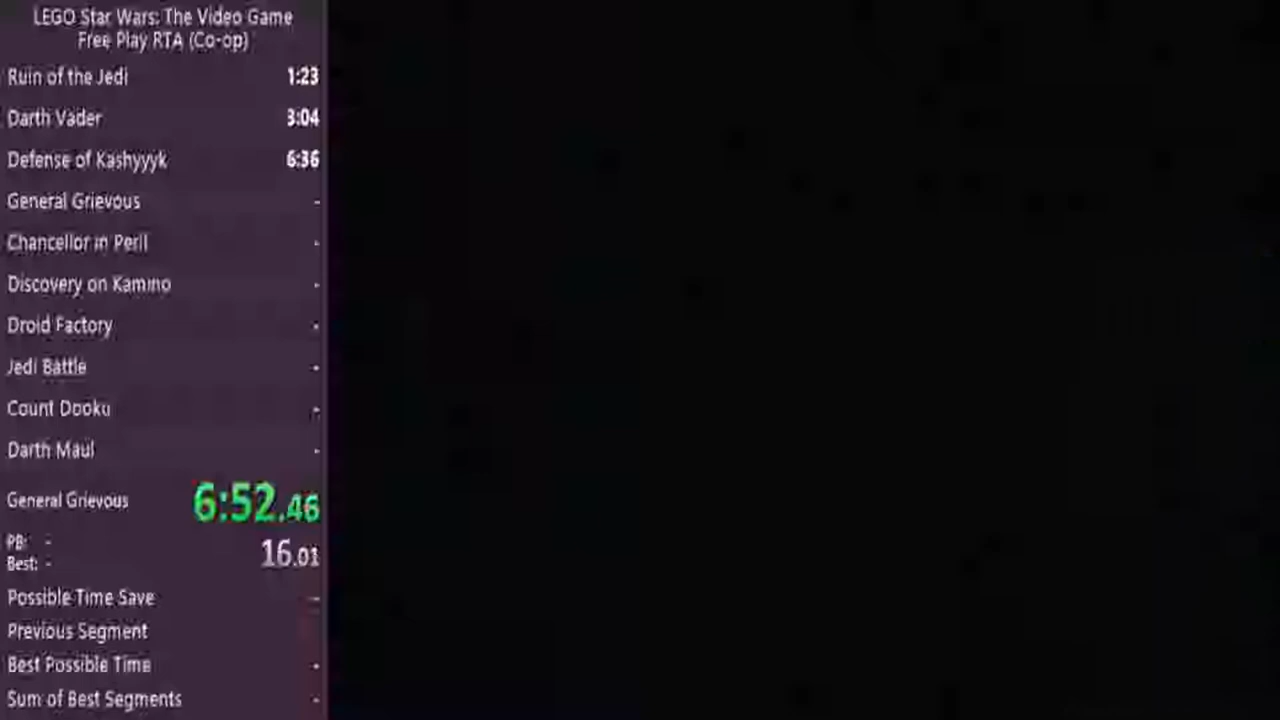 LEGO Star Wars: The Video Game
Free Play RTA (Co-op)
Ruin of the Jedi 1:23
Darth Vader 3:04
Defense of Kashyyyk 6:36
General Grievous -
Chancellor in Peril -
Discovery on Kamino -
Droid Factory -
Jedi Battle -
Count Dooku -
Darth Maul -
General Grievous 6:52.46
PB: -
Best: - 16.01
Possible Time Save -
Previous Segment
Best Possible Time -
Sum of Best Segments -